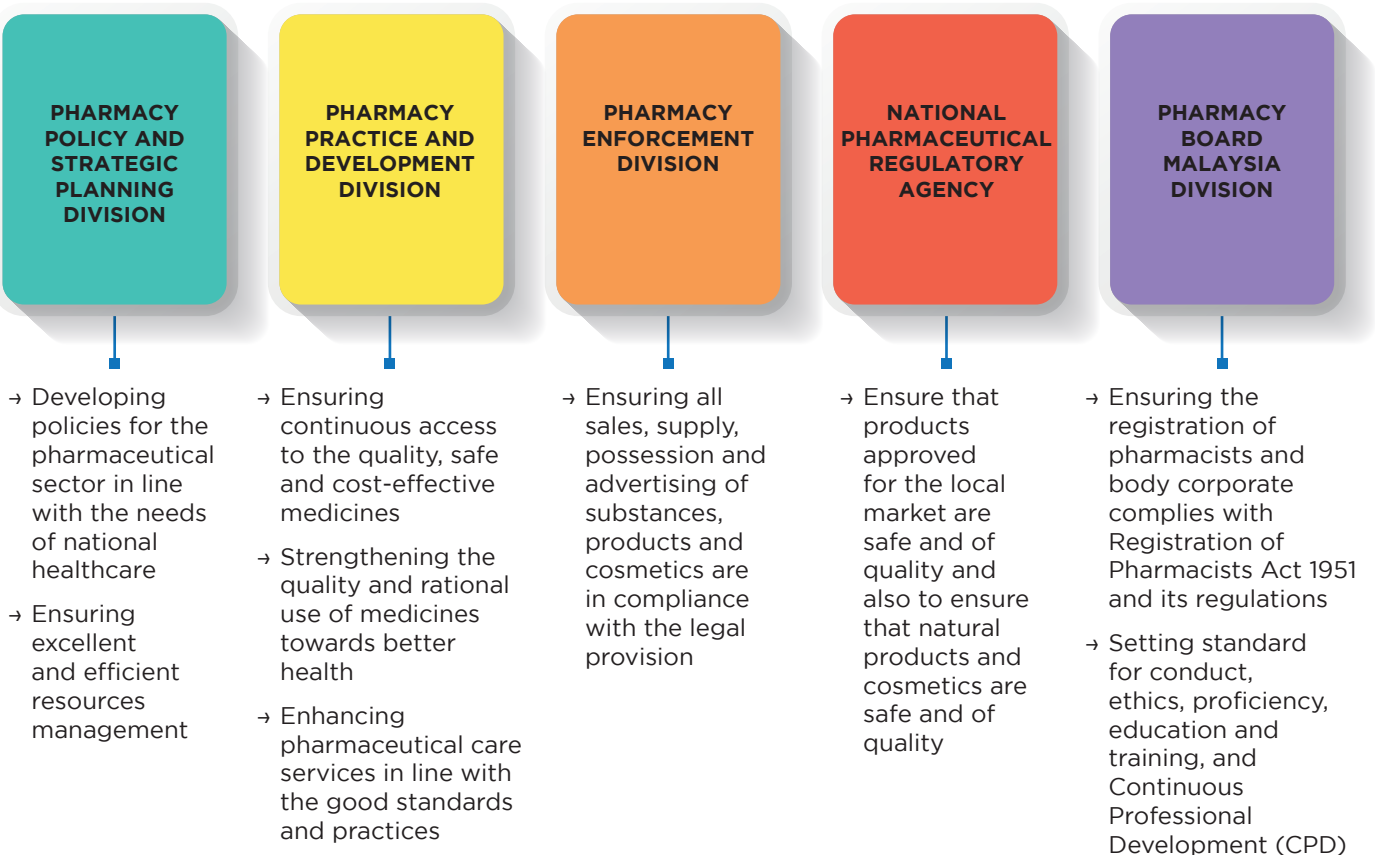 PHARMACY
POLICY AND
STRATEGIC
PLANNING
DIVISION
→ Developing
policies for the
pharmaceutical
sector in line
with the needs
of national
healthcare
→ Ensuring
excellent
and efficient
resources
management
PHARMACY
PRACTICE AND
DEVELOPMENT
DIVISION
→ Ensuring
continuous access
to the quality, safe
and cost-effective
medicines
→ Strengthening the
quality and rational
use of medicines
towards better
health
→ Enhancing
pharmaceutical care
services in line with
the good standards
and practices
PHARMACY
ENFORCEMENT
DIVISION
→ Ensuring all
sales, supply,
possession and
advertising of
substances,
products and
cosmetics are
in compliance
with the legal
provision
NATIONAL
PHARMACEUTICAL
REGULATORY
AGENCY
→ Ensure that
products
approved
for the local
market are
safe and of
quality and
also to ensure
that natural
products and
cosmetics are
safe and of
quality
PHARMACY
BOARD
MALAYSIA
DIVISION
→ Ensuring the
registration of
pharmacists and
body corporate
complies with
Registration of
Pharmacists Act 1951
and its regulations
→ Setting standard
for conduct,
ethics, proficiency,
education and
training, and
Continuous
Professional
Development (CPD)